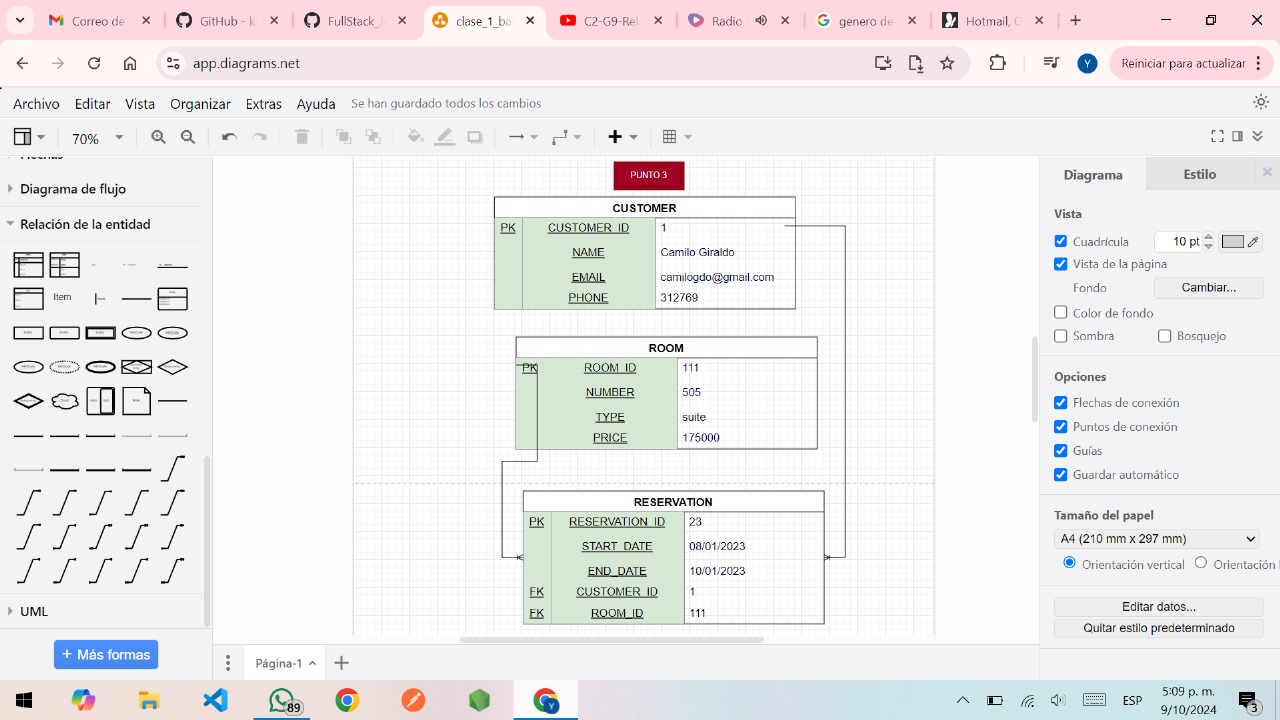 Correo de
GitHub - k
FullStack_J
clase_1_ba
C2-G9-Rel
Radio
genero de
Hotmail, C
app.diagrams.net
Y
Reiniciar para actualizar
Archivo Editar Vista Organizar Extras Ayuda Se han guardado todos los cambios
70%
Diagrama de flujo
Relación de la entidad
Item
UML
+ Más formas
PUNTO 3
CUSTOMER
PK CUSTOMER_ID 1
NAME Camilo Giraldo
EMAIL camilogdo@gmail.com
PHONE 312769
ROOM
PK ROOM_ID 111
NUMBER 505
TYPE suite
PRICE 175000
RESERVATION
PK RESERVATION_ID 23
START_DATE 08/01/2023
END_DATE 10/01/2023
FK CUSTOMER_ID 1
FK ROOM_ID 111
Página-1
Diagrama Estilo
Vista
Cuadrícula 10 pt
Vista de la página
Fondo Cambiar...
Color de fondo
Sombra Bosquejo
Opciones
Flechas de conexión
Puntos de conexión
Guías
Guardar automático
Tamaño del papel
A4 (210 mm x 297 mm)
Orientación vertical Orientación
Editar datos...
Quitar estilo predeterminado
89
Y
ESP
5:09 p. m.
9/10/2024
3